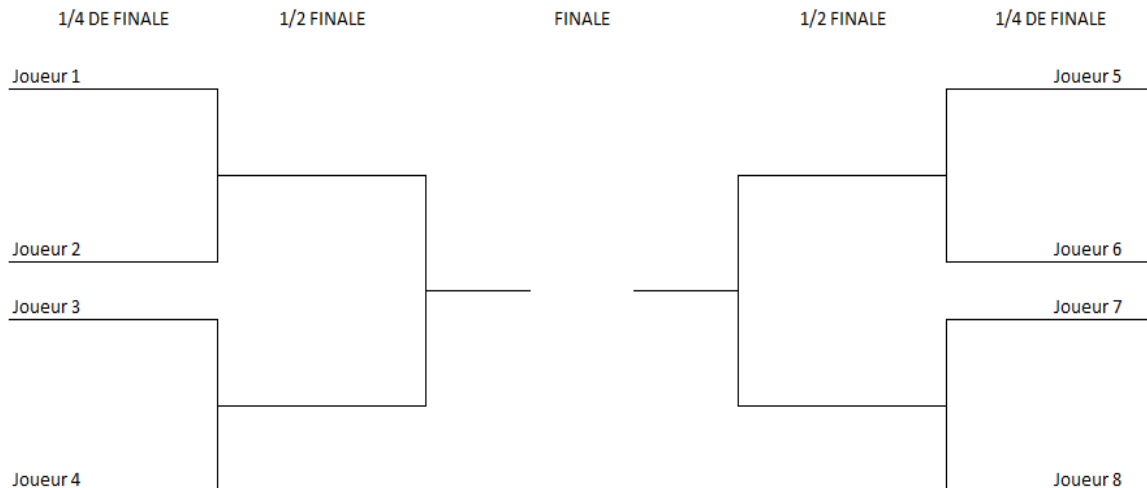 1/4 DE FINALE 1/2 FINALE FINALE 1/2 FINALE 1/4 DE FINALE
Joueur 1 Joueur 5
Joueur 2 Joueur 6
Joueur 3 Joueur 7
Joueur 4 Joueur 8